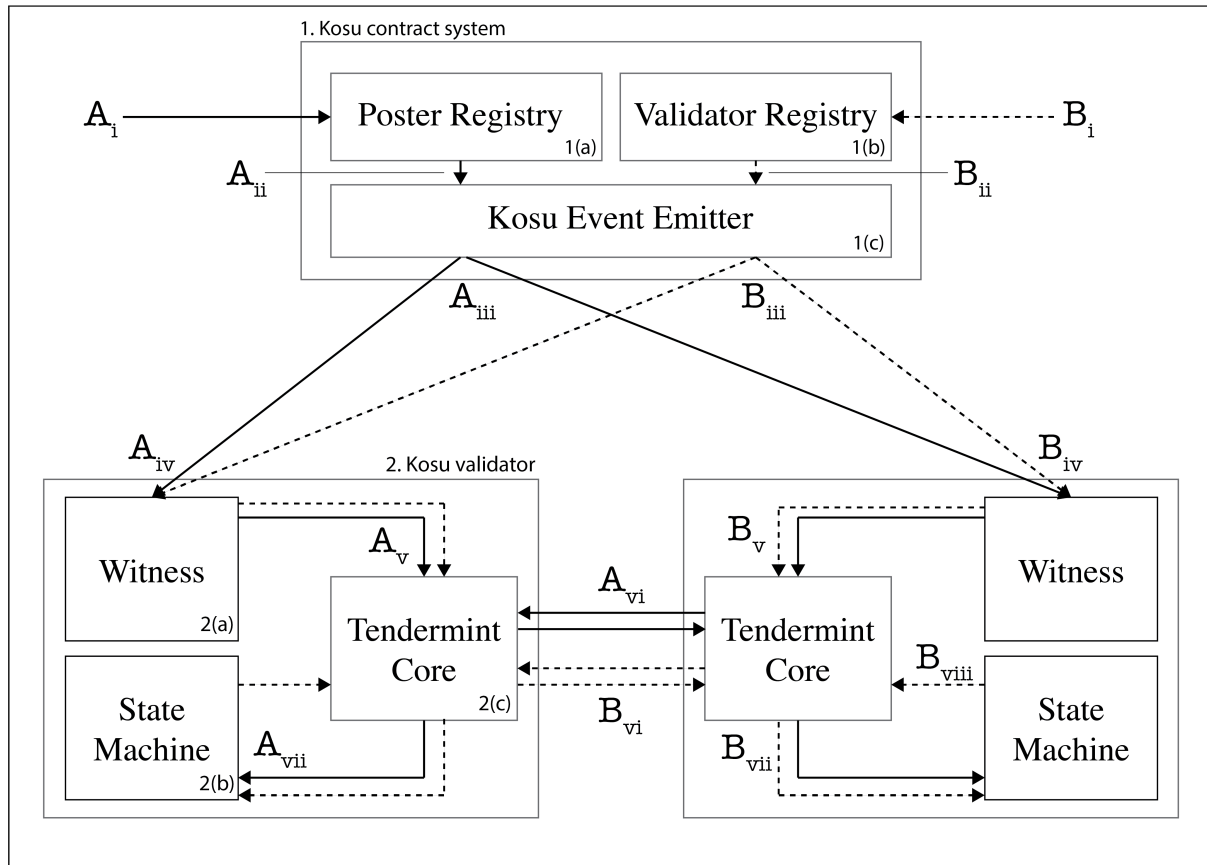 1. Kosu contract system
A_i
Poster Registry
1(a)
Validator Registry
1(b)
B_i
A_ii
B_ii
Kosu Event Emitter
1(c)
A_iii
B_iii
A_iv
B_iv
2. Kosu validator
Witness
2(a)
A_v
B_v
Witness
A_vi
Tendermint
Core
2(c)
Tendermint
Core
B_vi
State
Machine
2(b)
A_vii
B_vii
B_viii
State
Machine